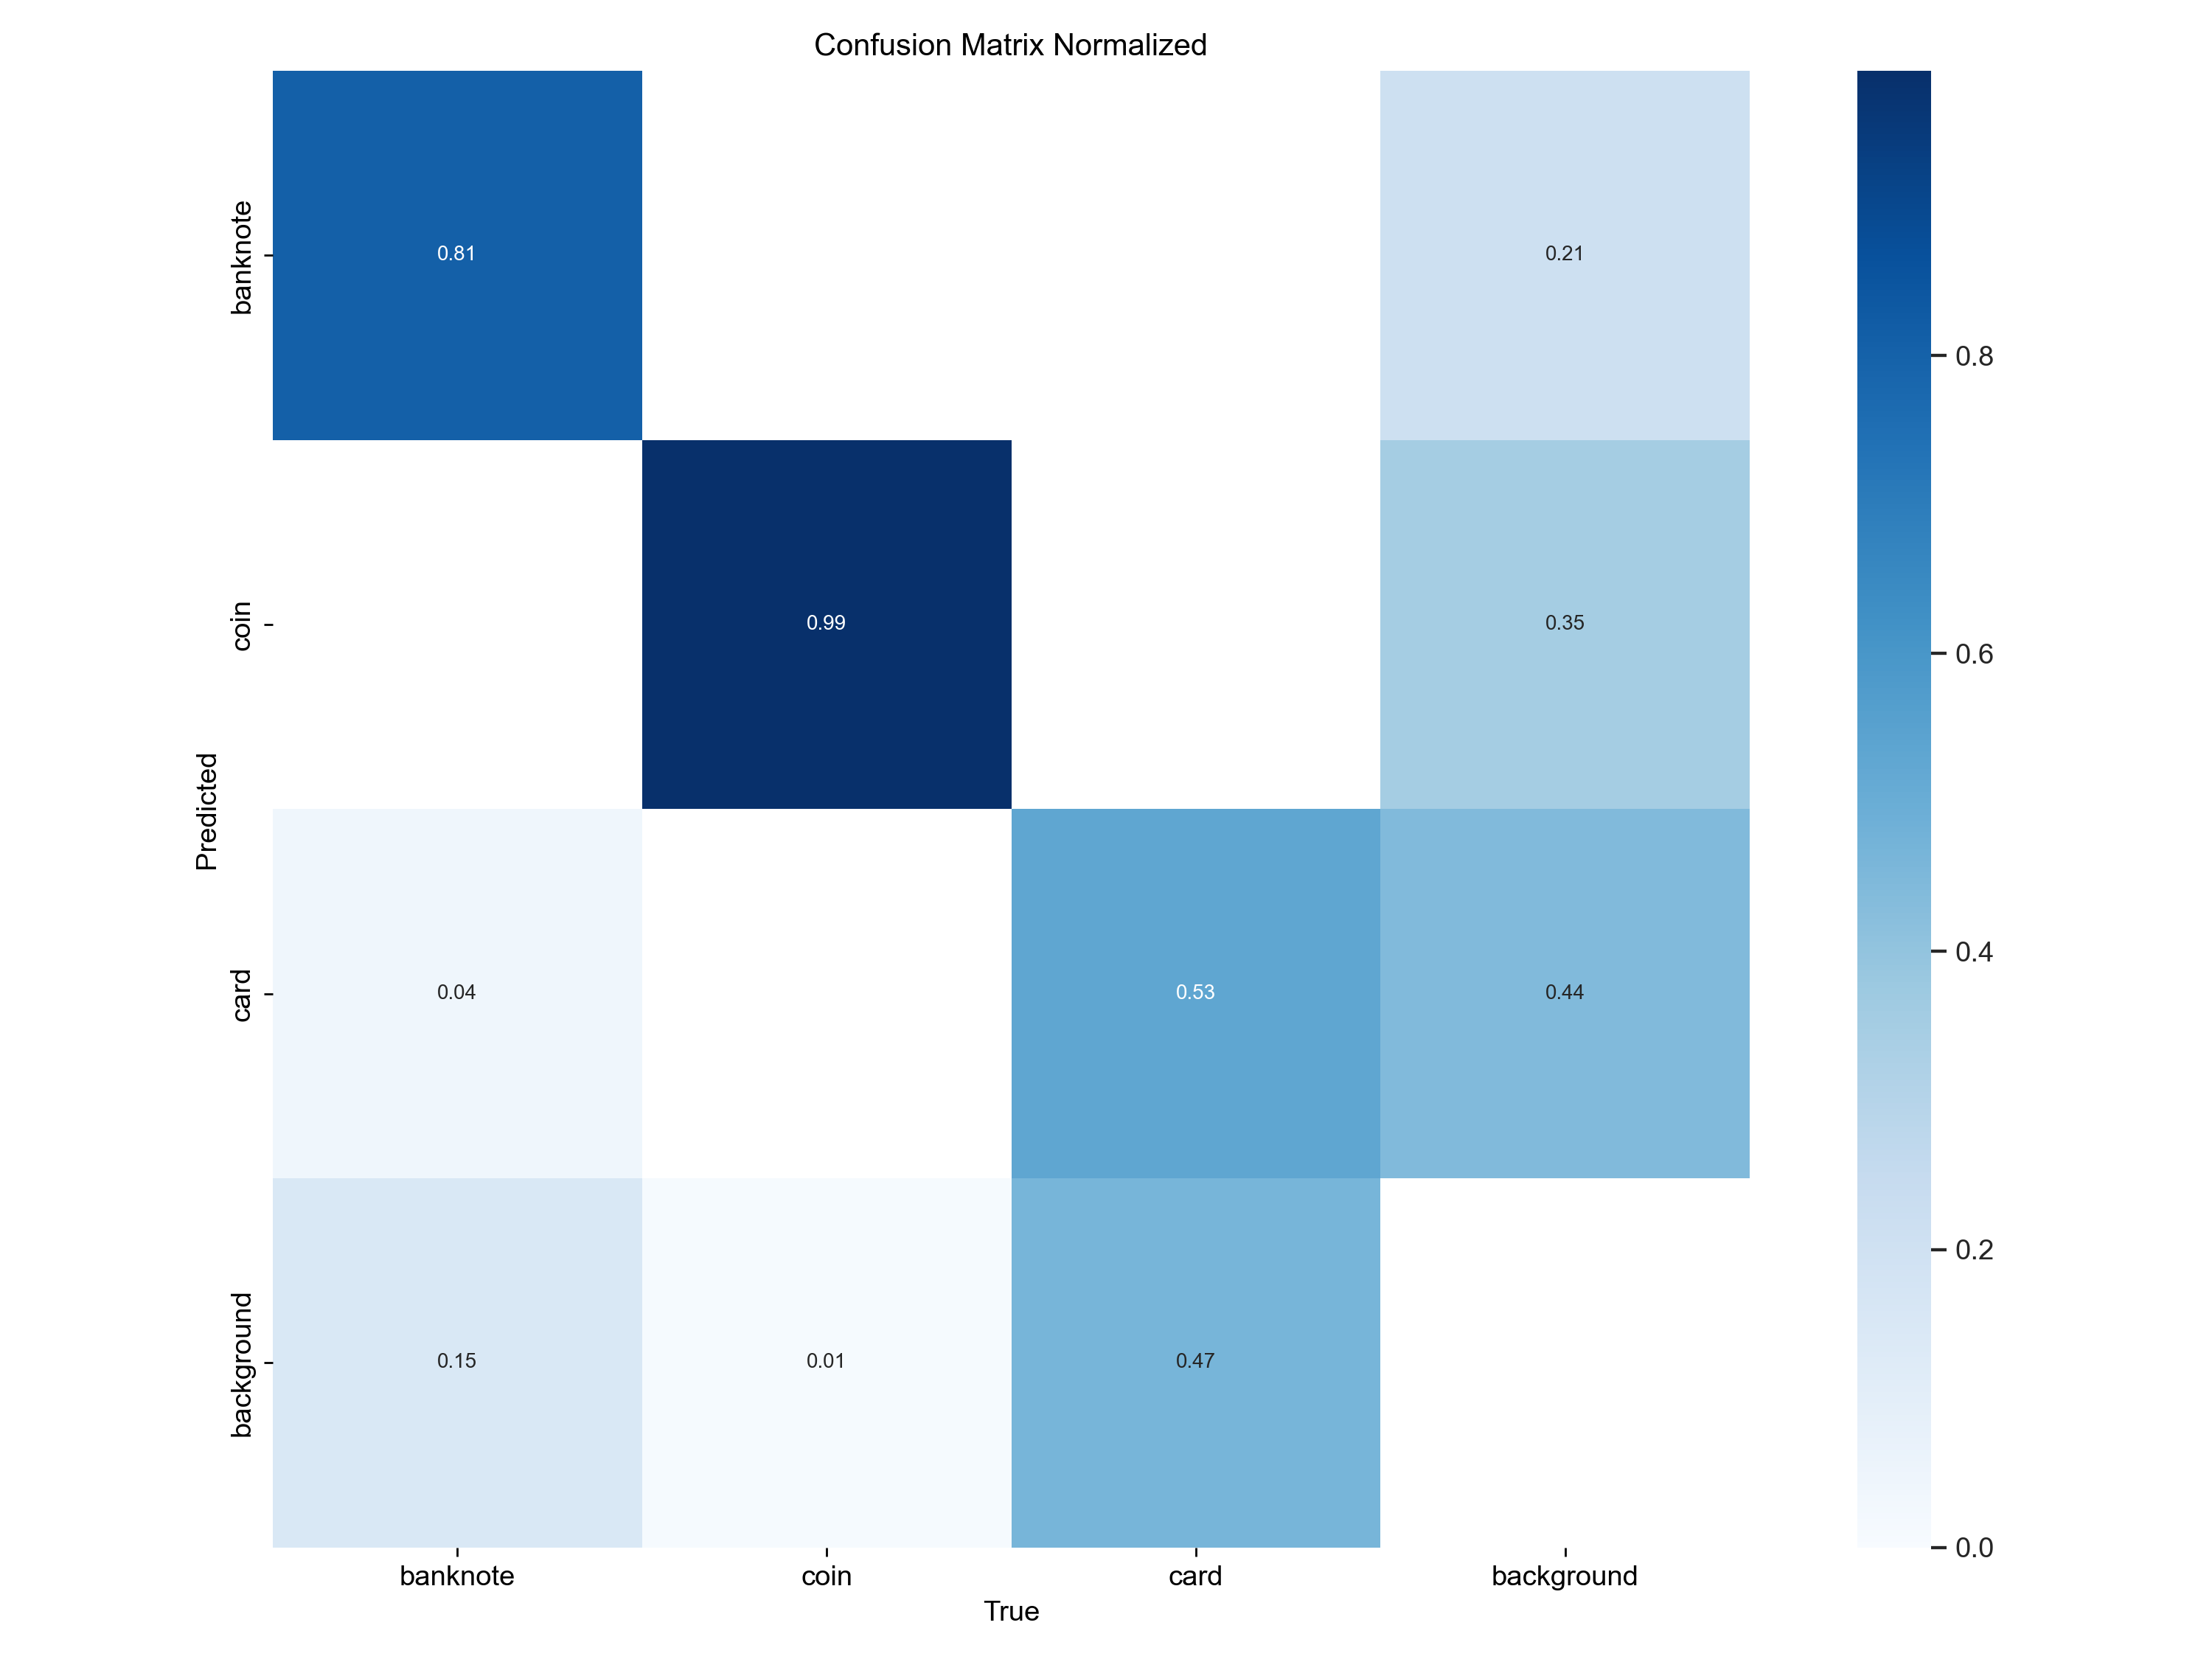 Confusion Matrix Normalized
banknote
0.81
0.21
0.8
coin
0.99
0.35
0.6
Predicted
card
0.04
0.53
0.44
0.4
background
0.15
0.01
0.47
0.2
0.0
banknote
coin
card
background
True